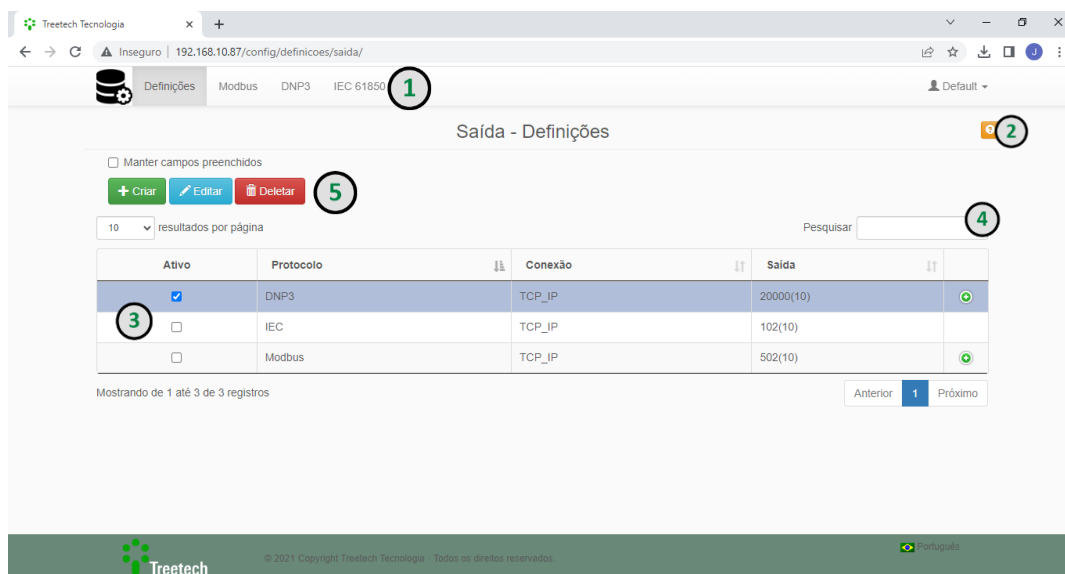 Treetech Tecnologia
Inseguro | 192.168.10.87/config/definicoes/saida/
J
Definições Modbus DNP3 IEC 61850 1 Default
Saída - Definições 2
Manter campos preenchidos
Criar Editar Deletar 5
10 resultados por página Pesquisar 4
Ativo Protocolo Conexão Saída
DNP3 TCP_IP 20000(10)
3 IEC TCP_IP 102(10)
Modbus TCP_IP 502(10)
Mostrando de 1 até 3 de 3 registros Anterior 1 Próximo
Português
© 2021 Copyright Treetech Tecnologia - Todos os direitos reservados.
Treetech